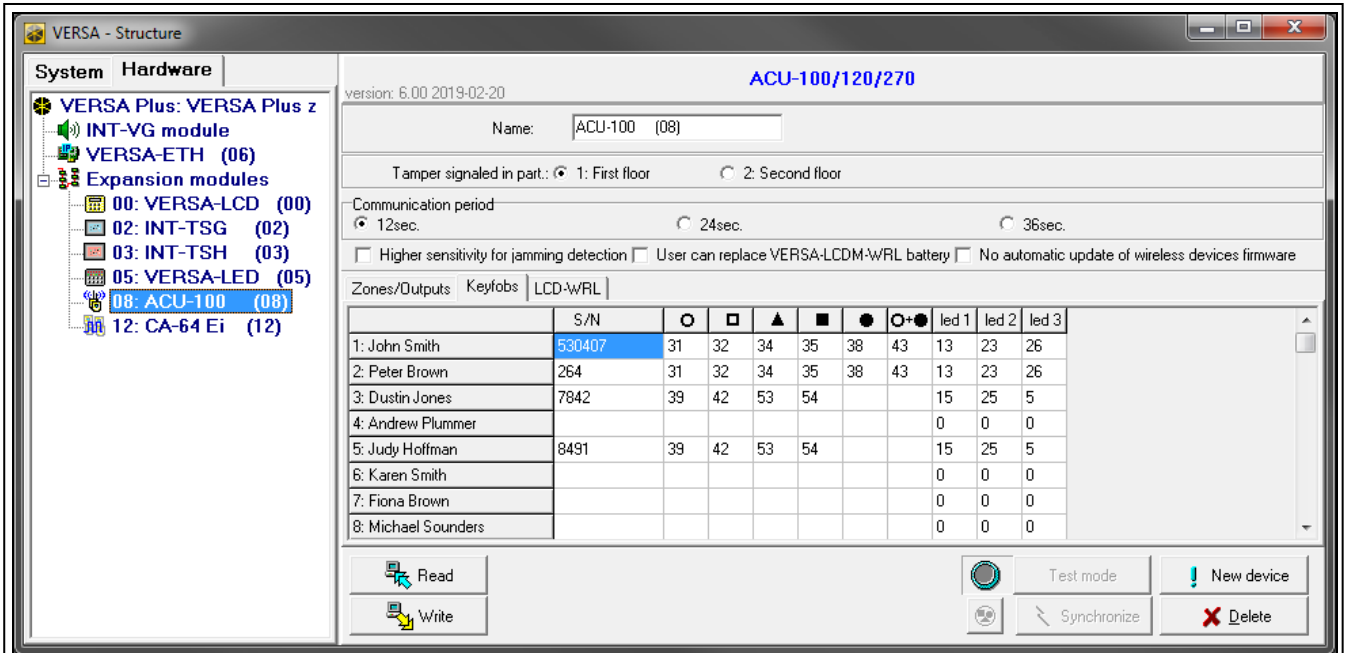 VERSA - Structure
System Hardware
VERSA Plus: VERSA Plus z
INT-VG module
VERSA-ETH (06)
Expansion modules
00: VERSA-LCD (00)
02: INT-TSG (02)
03: INT-TSH (03)
05: VERSA-LED (05)
08: ACU-100 (08)
12: CA-64 Ei (12)
ACU-100/120/270
version: 6.00 2019-02-20
Name: ACU-100 (08)
Tamper signaled in part.: 1: First floor 2: Second floor
Communication period
12sec. 24sec. 36sec.
Higher sensitivity for jamming detection User can replace VERSA-LCDM-WRL battery No automatic update of wireless devices firmware
Zones/Outputs Keyfobs LCD-WRL
S/N O+● led 1 led 2 led 3
1: John Smith 530407 31 32 34 35 38 43 13 23 26
2: Peter Brown 264 31 32 34 35 38 43 13 23 26
3: Dustin Jones 7842 39 42 53 54 15 25 5
4: Andrew Plummer 0 0 0
5: Judy Hoffman 8491 39 42 53 54 15 25 5
6: Karen Smith 0 0 0
7: Fiona Brown 0 0 0
8: Michael Sounders 0 0 0
Read Test mode New device
Write Synchronize Delete